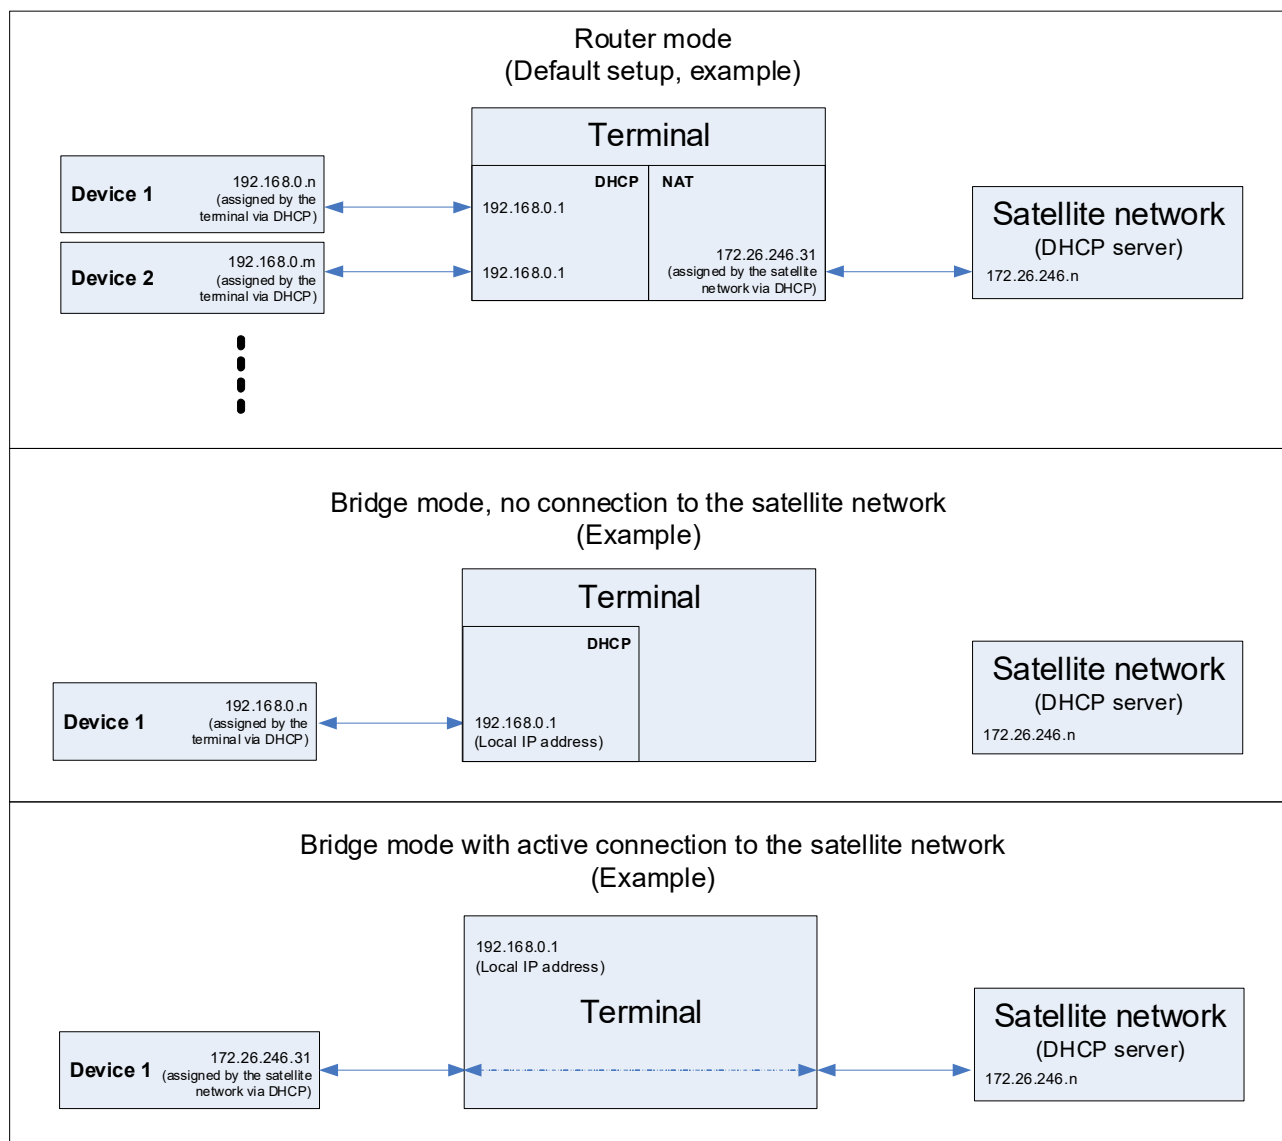 Router mode
(Default setup, example)
Terminal
DHCP
NAT
Device 1
192.168.0.n
(assigned by the
terminal via DHCP)
192.168.0.1
Device 2
192.168.0.m
(assigned by the
terminal via DHCP)
192.168.0.1
172.26.246.31
(assigned by the satellite
network via DHCP)
Satellite network
(DHCP server)
172.26.246.n
Bridge mode, no connection to the satellite network
(Example)
Terminal
DHCP
Device 1
192.168.0.n
(assigned by the
terminal via DHCP)
192.168.0.1
(Local IP address)
Satellite network
(DHCP server)
172.26.246.n
Bridge mode with active connection to the satellite network
(Example)
192.168.0.1
(Local IP address)
Terminal
Device 1
172.26.246.31
(assigned by the satellite
network via DHCP)
Satellite network
(DHCP server)
172.26.246.n